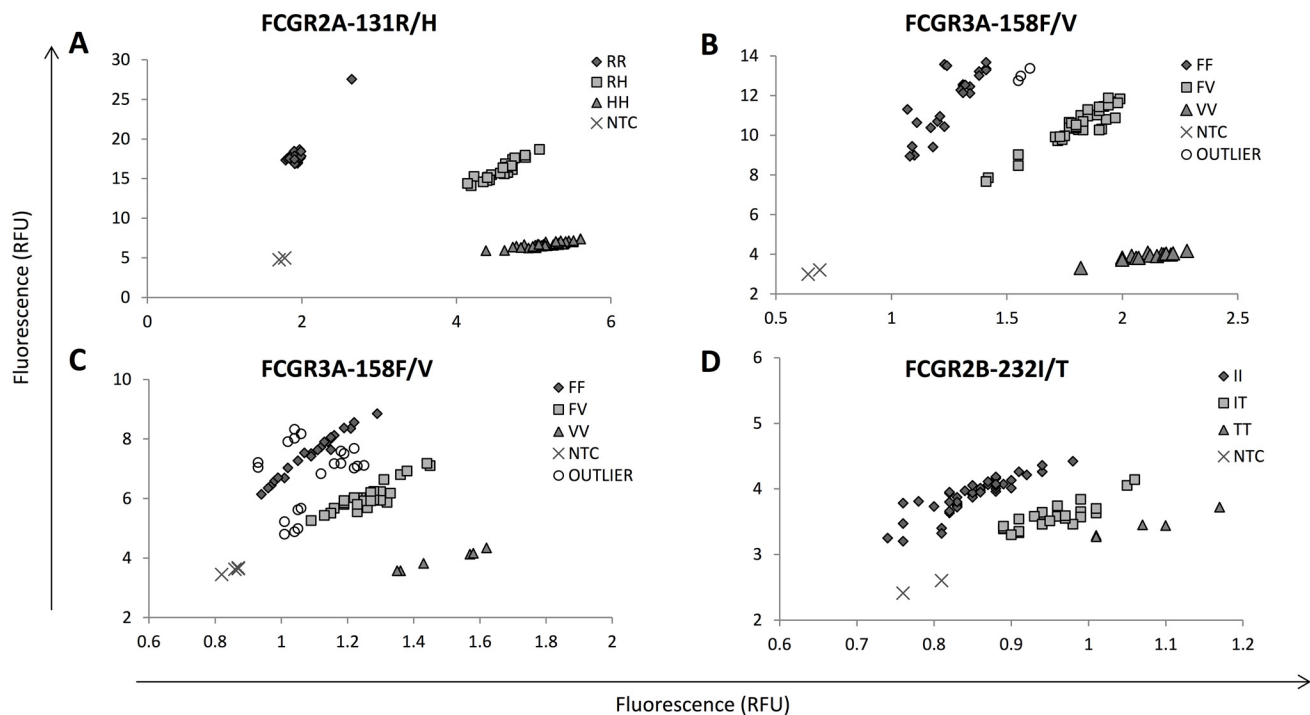 A
FCGR2A-131R/H
30
25
20
15
10
5
0
0
2
4
6
RR
RH
HH
NTC
B
FCGR3A-158F/V
14
12
10
8
6
4
2
0.5
1
1.5
2
2.5
FF
FV
VV
NTC
OUTLIER
Fluorescence (RFU)
C
FCGR3A-158F/V
10
8
6
4
2
0.6
0.8
1
1.2
1.4
1.6
1.8
2
FF
FV
VV
NTC
OUTLIER
D
FCGR2B-232I/T
6
5
4
3
2
0.6
0.7
0.8
0.9
1
1.1
1.2
II
IT
TT
NTC
Fluorescence (RFU)